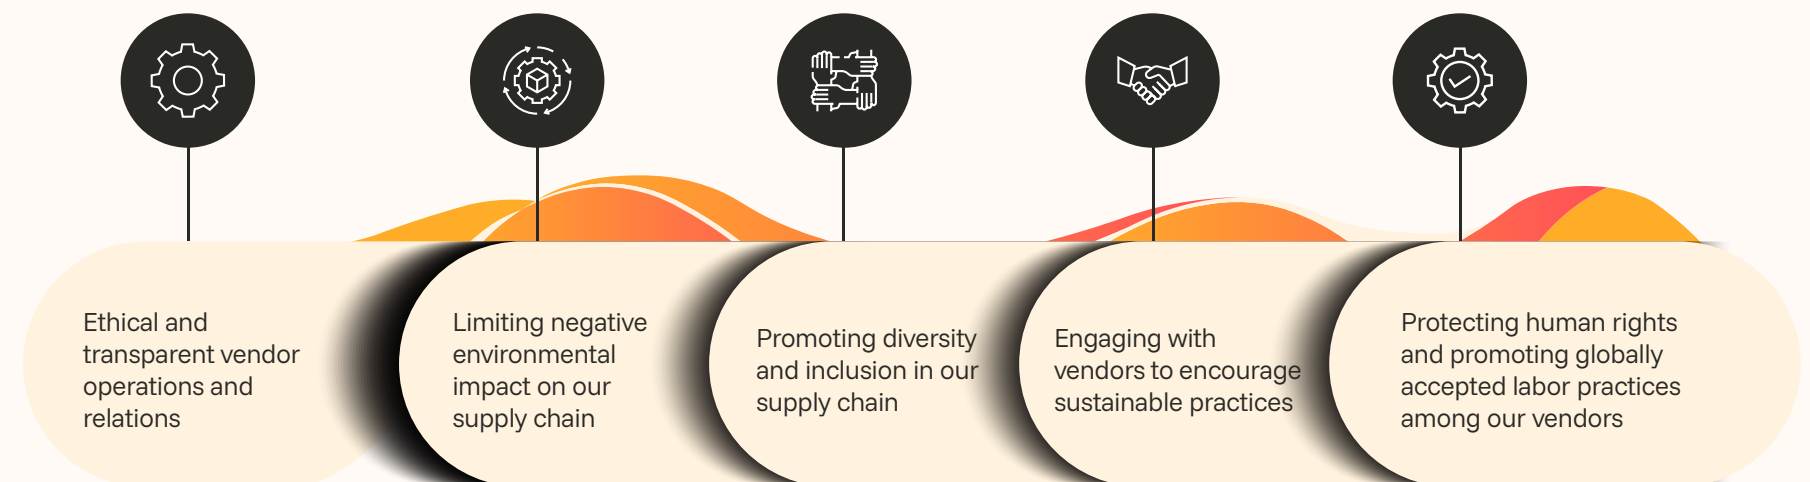 Ethical and
transparent vendor
operations and
relations
Limiting negative
environmental
impact on our
supply chain
Promoting diversity
and inclusion in our
supply chain
Engaging with
vendors to encourage
sustainable practices
Protecting human rights
and promoting globally
accepted labor practices
among our vendors